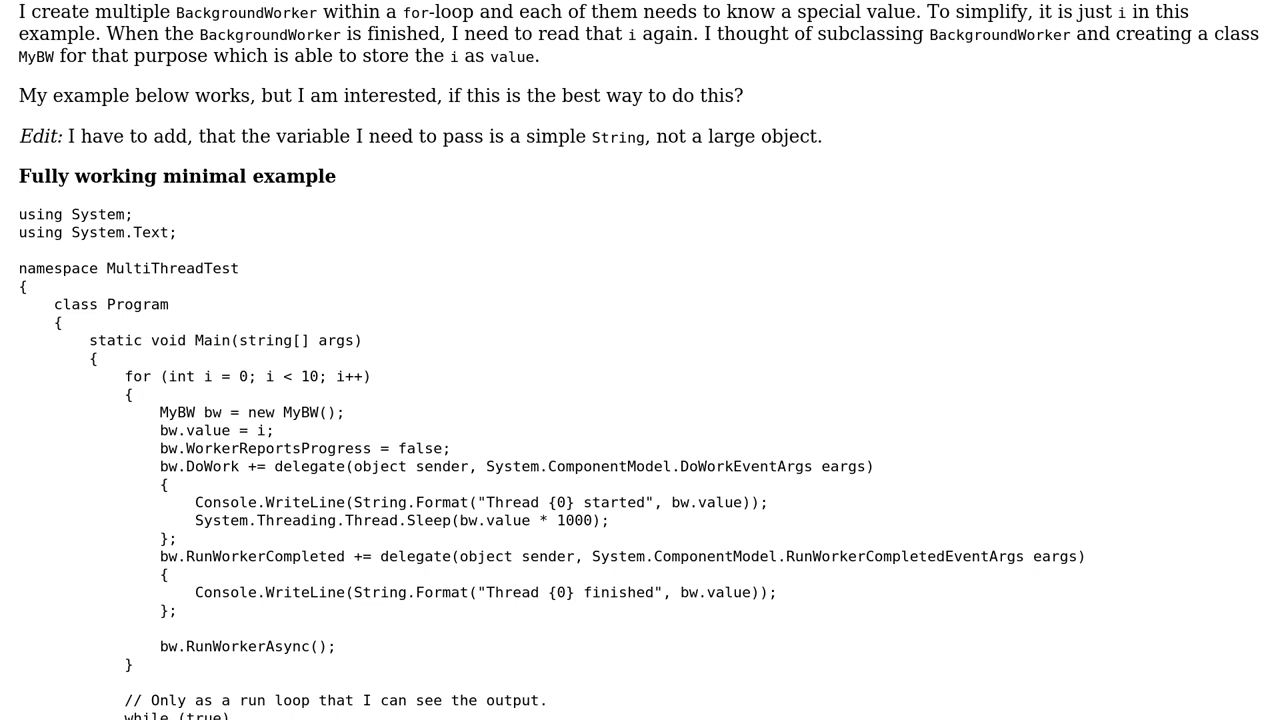 I create multiple BackgroundWorker within a for-loop and each of them needs to know a special value. To simplify, it is just i in this
example. When the BackgroundWorker is finished, I need to read that i again. I thought of subclassing BackgroundWorker and creating a class
MyBW for that purpose which is able to store the i as value.
My example below works, but I am interested, if this is the best way to do this?
Edit: I have to add, that the variable I need to pass is a simple String, not a large object.
Fully working minimal example
using System;
using System.Text;
namespace MultiThreadTest
{
    class Program
    {
        static void Main(string[] args)
        {
            for (int i = 0; i < 10; i++)
            {
                MyBW bw = new MyBW();
                bw.value = i;
                bw.WorkerReportsProgress = false;
                bw.DoWork += delegate(object sender, System.ComponentModel.DoWorkEventArgs eargs)
                {
                    Console.WriteLine(String.Format("Thread {0} started", bw.value));
                    System.Threading.Thread.Sleep(bw.value * 1000);
                };
                bw.RunWorkerCompleted += delegate(object sender, System.ComponentModel.RunWorkerCompletedEventArgs eargs)
                {
                    Console.WriteLine(String.Format("Thread {0} finished", bw.value));
                };
                bw.RunWorkerAsync();
            }
            // Only as a run loop that I can see the output.
            while (true)